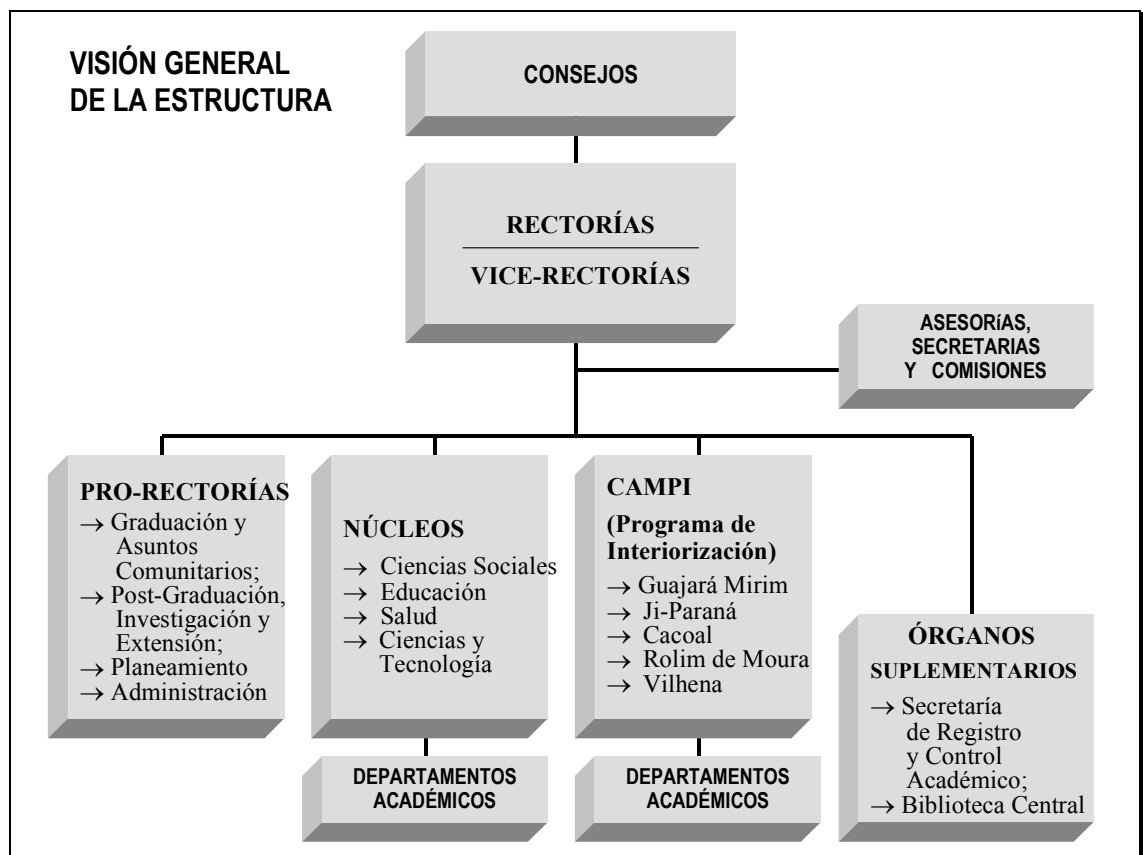 VISIÓN GENERAL
DE LA ESTRUCTURA
CONSEJOS
RECTORÍAS
VICE-RECTORÍAS
ASESORíAS,
SECRETARIAS
Y COMISIONES
PRO-RECTORÍAS
→ Graduación y
Asuntos
Comunitarios;
→ Post-Graduación,
Investigación y
Extensión;
→ Planeamiento
→ Administración
NÚCLEOS
→ Ciencias Sociales
→ Educación
→ Salud
→ Ciencias y
Tecnología
DEPARTAMENTOS
ACADÉMICOS
CAMPI
(Programa de
Interiorización)
→ Guajará Mirim
→ Ji-Paraná
→ Cacoal
→ Rolim de Moura
→ Vilhena
DEPARTAMENTOS
ACADÉMICOS
ÓRGANOS
SUPLEMENTARIOS
→ Secretaría
de Registro
y Control
Académico;
→ Biblioteca Central